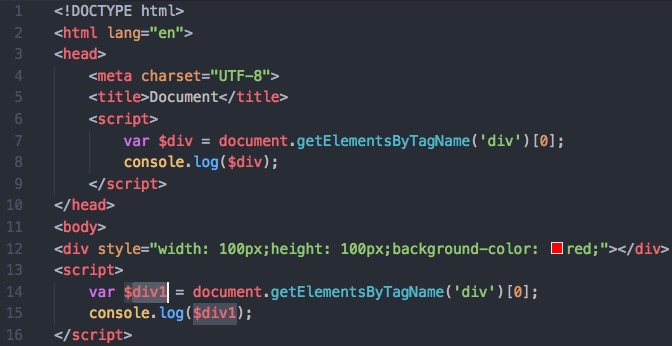 1 <!DOCTYPE html>
2 <html lang="en">
3 <head>
4     <meta charset="UTF-8">
5     <title>Document</title>
6     <script>
7         var $div = document.getElementsByTagName('div')[0];
8         console.log($div);
9     </script>
10 </head>
11 <body>
12 <div style="width: 100px;height: 100px;background-color: red;"></div>
13 <script>
14     var $div1 = document.getElementsByTagName('div')[0];
15     console.log($div1);
16 </script>